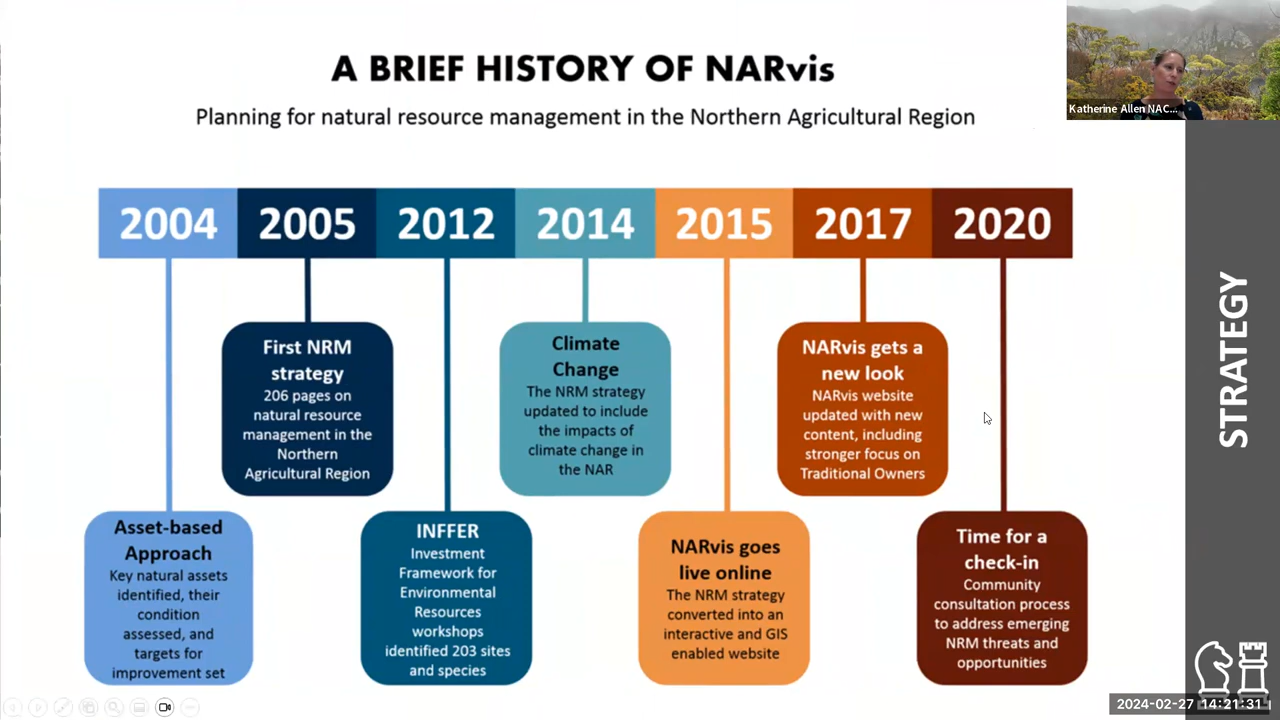 A BRIEF HISTORY OF NARvis
Planning for natural resource management in the Northern Agricultural Region
Katherine Allen NAC...
2004
2005
2012
2014
2015
2017
2020
First NRM
strategy
206 pages on
natural resource
management in the
Northern
Agricultural Region
Climate
Change
The NRM strategy
updated to include
the impacts of
climate change in
the NAR
NARvis gets a
new look
NARvis website
updated with new
content, including
stronger focus on
Traditional Owners
Asset-based
Approach
Key natural assets
identified, their
condition
assessed, and
targets for
improvement set
INFFER
Investment
Framework for
Environmental
Resources
workshops
identified 203 sites
and species
NARvis goes
live online
The NRM strategy
converted into an
interactive and GIS
enabled website
Time for a
check-in
Community
consultation process
to address emerging
NRM threats and
opportunities
STRATEGY
2024-02-27 14:21:31